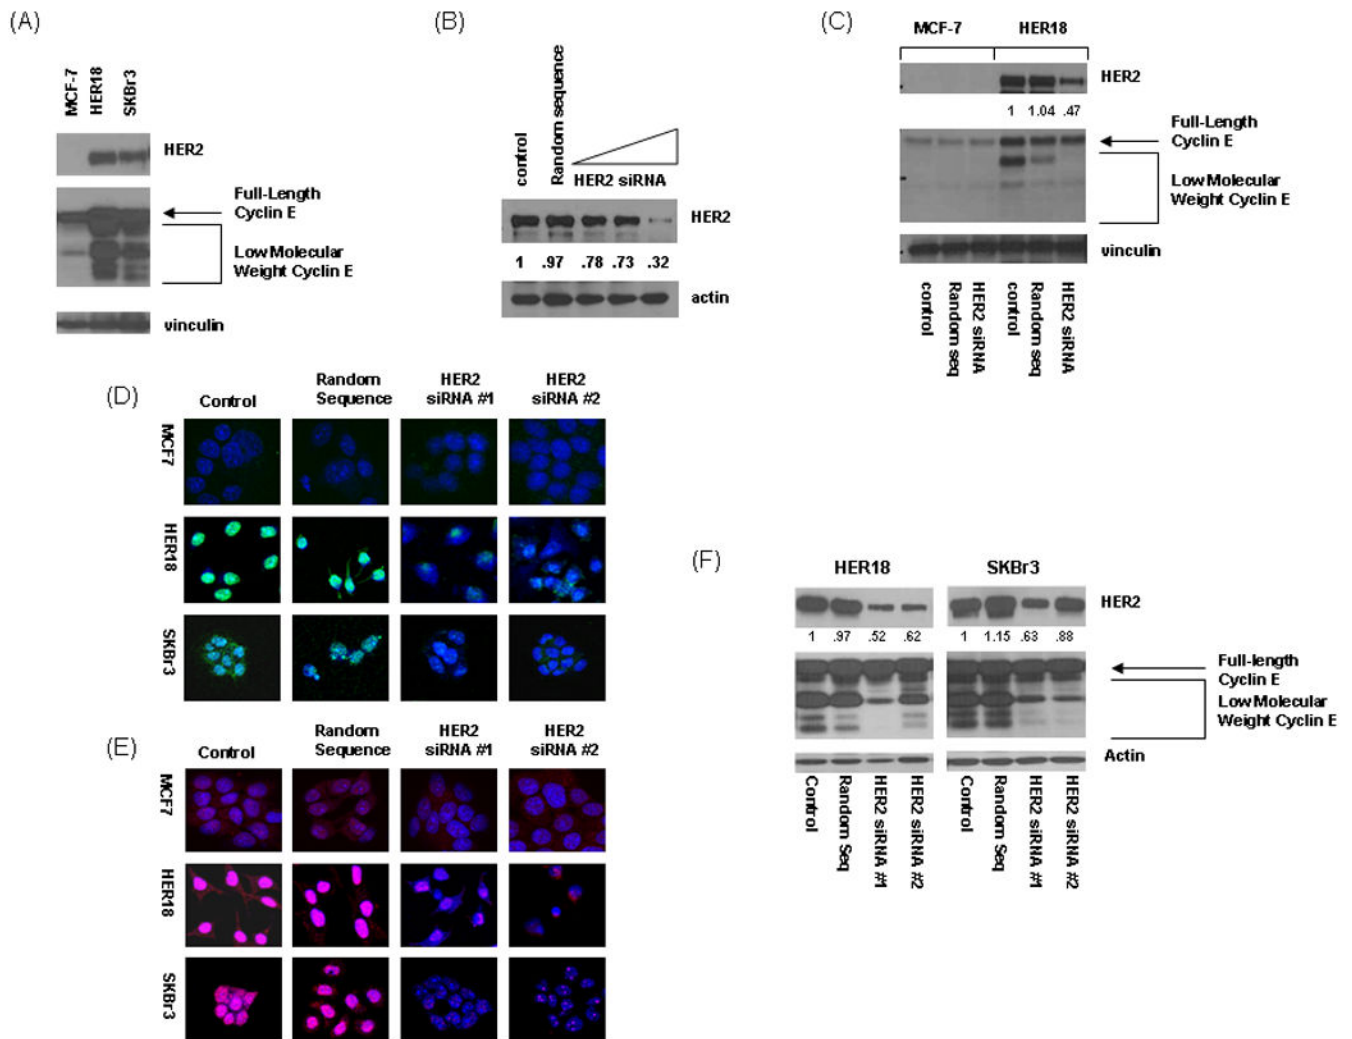 (A)
MCF-7
HER18
SKBr3
HER2
Full-Length
Cyclin E
Low Molecular
Weight Cyclin E
vinculin
(B)
control
Random sequence
HER2 siRNA
HER2
1 .97 .78 .73 .32
actin
(C)
MCF-7 HER18
HER2
1 1.04 .47
Full-Length
Cyclin E
Low Molecular
Weight Cyclin E
vinculin
control
Random seq
HER2 siRNA
control
Random seq
HER2 siRNA
(D)
Control
Random
Sequence
HER2
siRNA #1
HER2
siRNA #2
MCF7
HER18
SKBr3
(E)
Control
Random
Sequence
HER2
siRNA #1
HER2
siRNA #2
MCF7
HER18
SKBr3
(F)
HER18 SKBr3
HER2
1 .97 .52 .62 1 1.15 .63 .88
Full-length
Cyclin E
Low Molecular
Weight Cyclin E
Actin
Control
Random Seq
HER2 siRNA #1
HER2 siRNA #2
Control
Random Seq
HER2 siRNA #1
HER2 siRNA #2